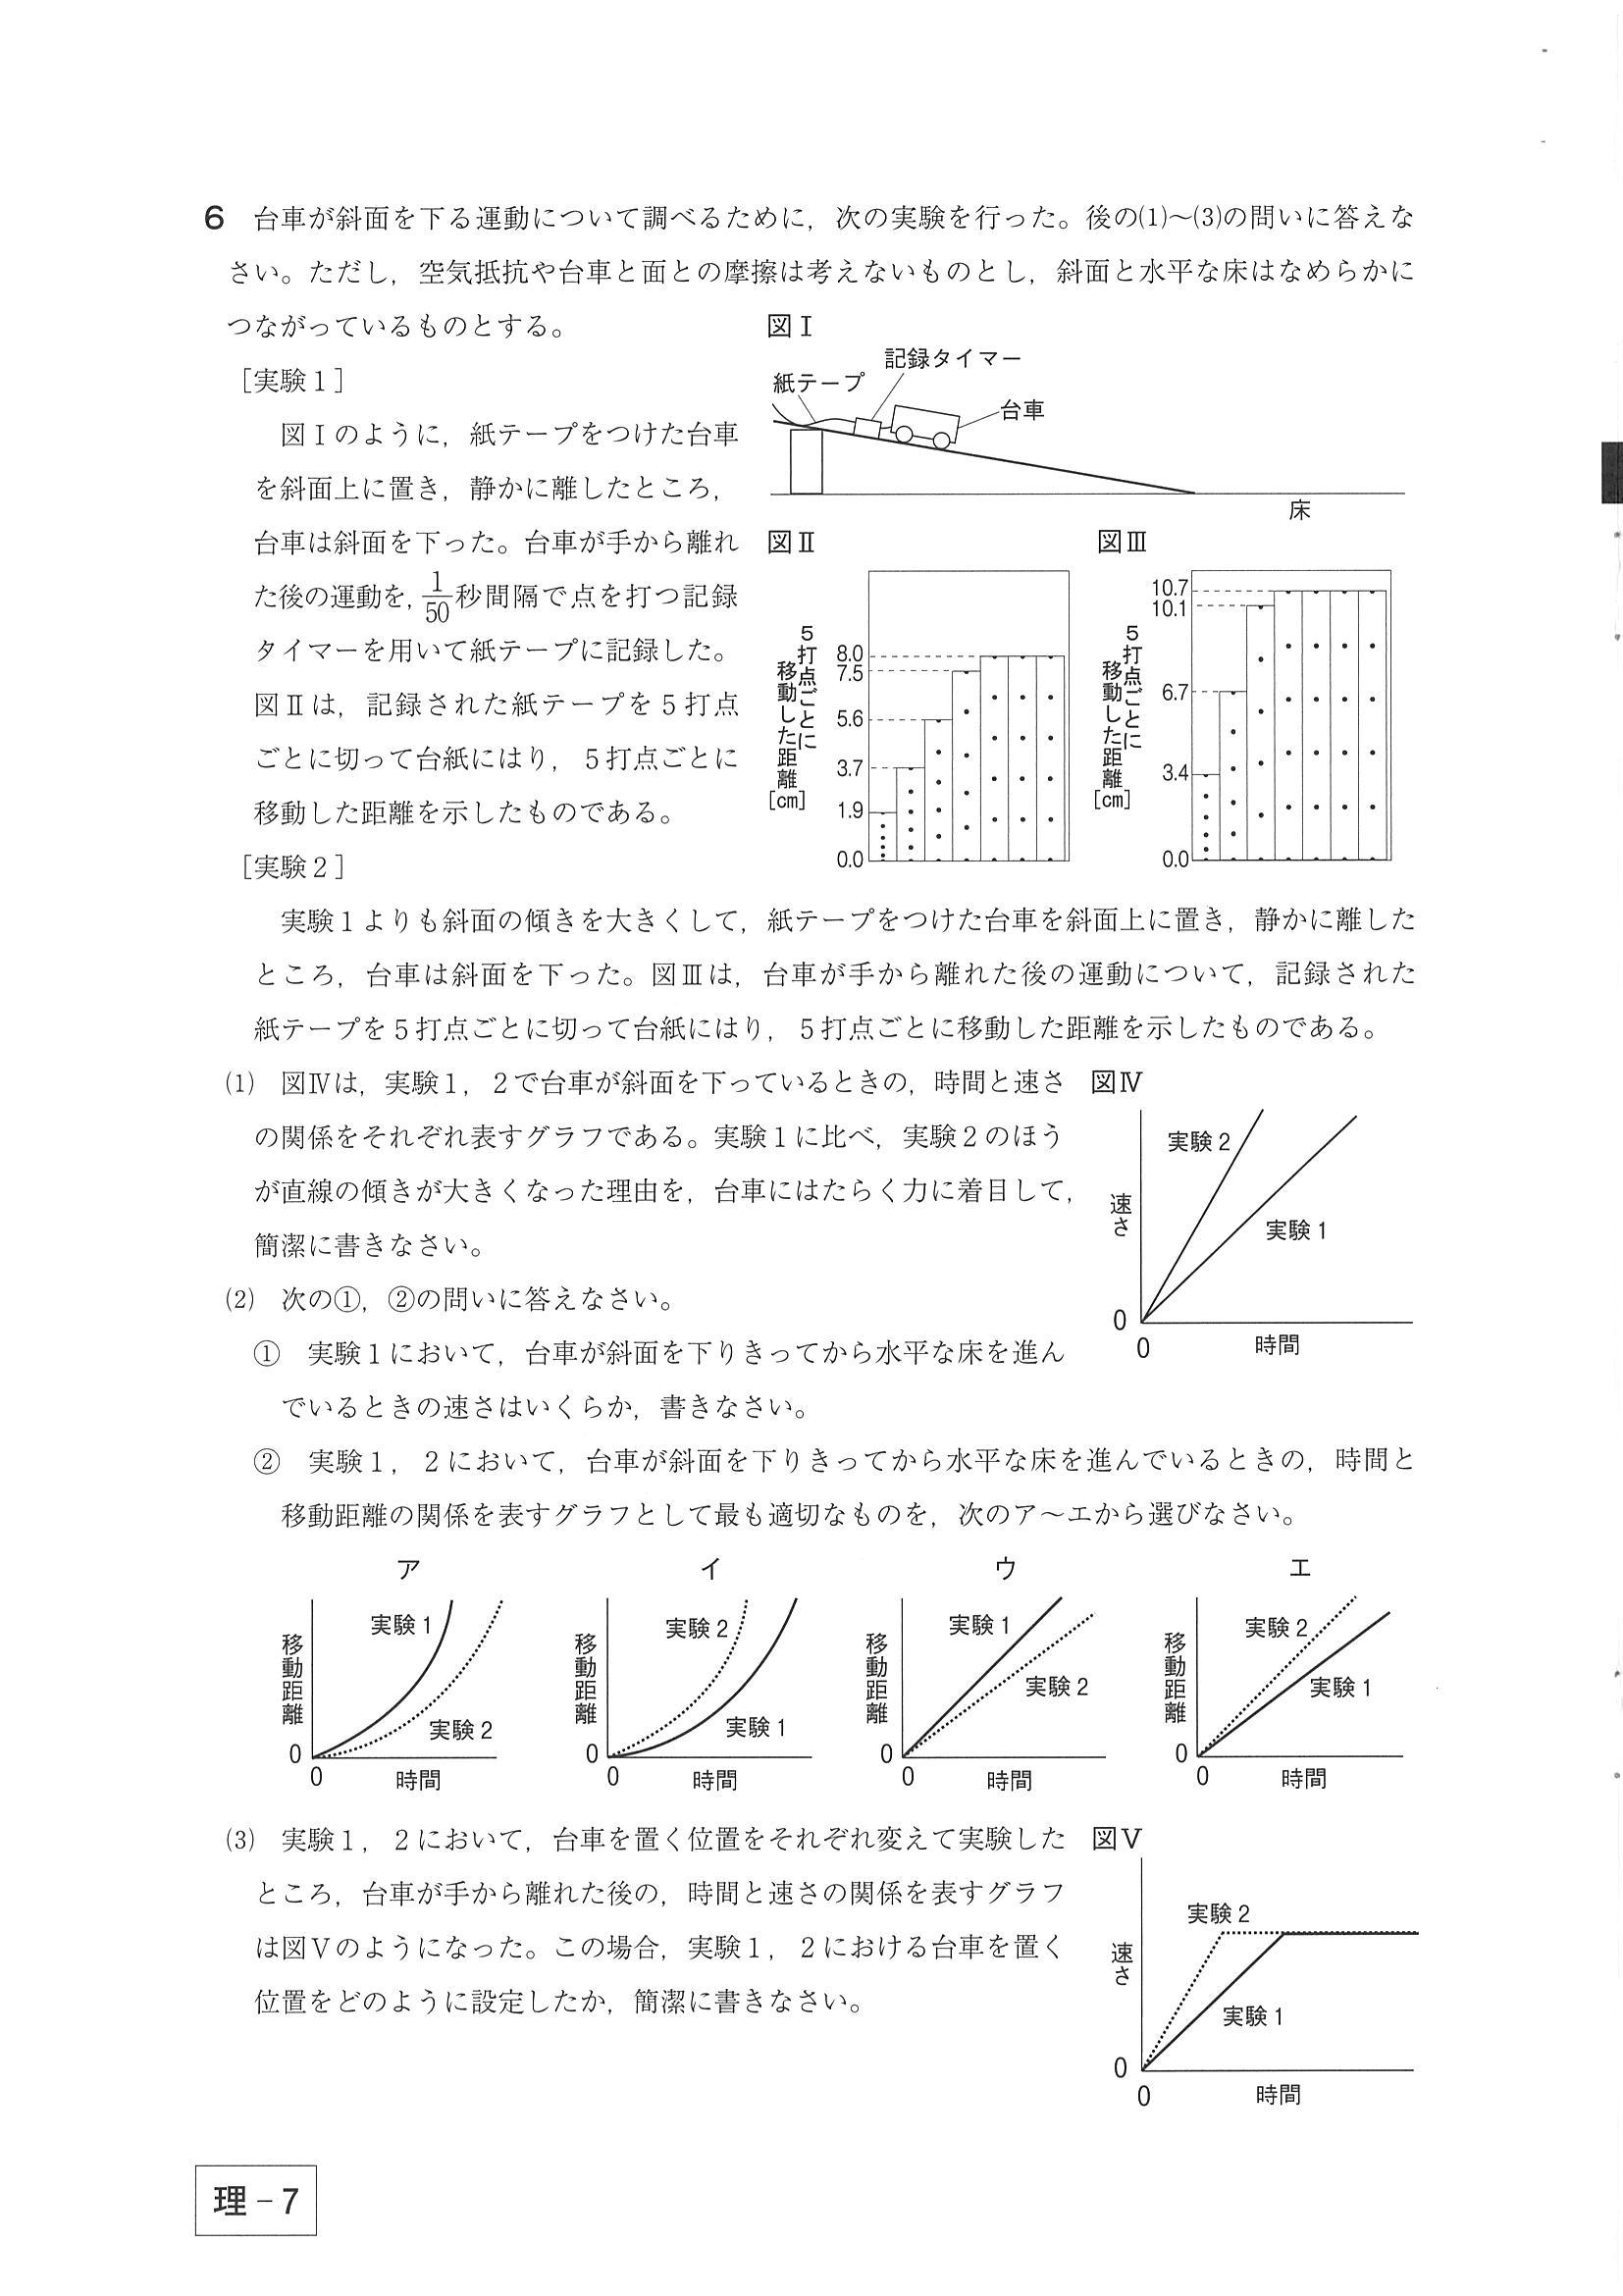 6 台車が斜面を下る運動について調べるために，次の実験を行った。後の⑴～⑶の問いに答えな
さい。ただし，空気抵抗や台車と面との摩擦は考えないものとし，斜面と水平な床はなめらかに
つながっているものとする。
［実験１］
図Ⅰのように，紙テープをつけた台車
を斜面上に置き，静かに離したところ，
台車は斜面を下った。台車が手から離れ
た後の運動を，1/50秒間隔で点を打つ記録
タイマーを用いて紙テープに記録した。
図Ⅱは，記録された紙テープを５打点
ごとに切って台紙にはり，５打点ごとに
移動した距離を示したものである。
図Ⅰ
記録タイマー
紙テープ
台車
床
図Ⅱ
5打点ごとに
移動した距離
[cm]
8.0
7.5
5.6
3.7
1.9
0.0
図Ⅲ
5打点ごとに
移動した距離
[cm]
10.7
10.1
6.7
3.4
0.0
［実験２］
実験１よりも斜面の傾きを大きくして，紙テープをつけた台車を斜面上に置き，静かに離した
ところ，台車は斜面を下った。図Ⅲは，台車が手から離れた後の運動について，記録された
紙テープを５打点ごとに切って台紙にはり，５打点ごとに移動した距離を示したものである。
⑴ 図Ⅳは，実験１，２で台車が斜面を下っているときの，時間と速さ
の関係をそれぞれ表すグラフである。実験１に比べ，実験２のほう
が直線の傾きが大きくなった理由を，台車にはたらく力に着目して，
簡潔に書きなさい。
図Ⅳ
実験２
速さ
実験１
0
0
時間
⑵ 次の①，②の問いに答えなさい。
① 実験１において，台車が斜面を下りきってから水平な床を進ん
でいるときの速さはいくらか，書きなさい。
② 実験１，２において，台車が斜面を下りきってから水平な床を進んでいるときの，時間と
移動距離の関係を表すグラフとして最も適切なものを，次のア～エから選びなさい。
ア
実験１
移動距離
実験２
0
0
時間
イ
実験２
移動距離
実験１
0
0
時間
ウ
実験１
移動距離
実験２
0
0
時間
エ
実験２
移動距離
実験１
0
0
時間
⑶ 実験１，２において，台車を置く位置をそれぞれ変えて実験した
ところ，台車が手から離れた後の，時間と速さの関係を表すグラフ
は図Ⅴのようになった。この場合，実験１，２における台車を置く
位置をどのように設定したか，簡潔に書きなさい。
図Ⅴ
実験２
速さ
実験１
0
0
時間
理－7